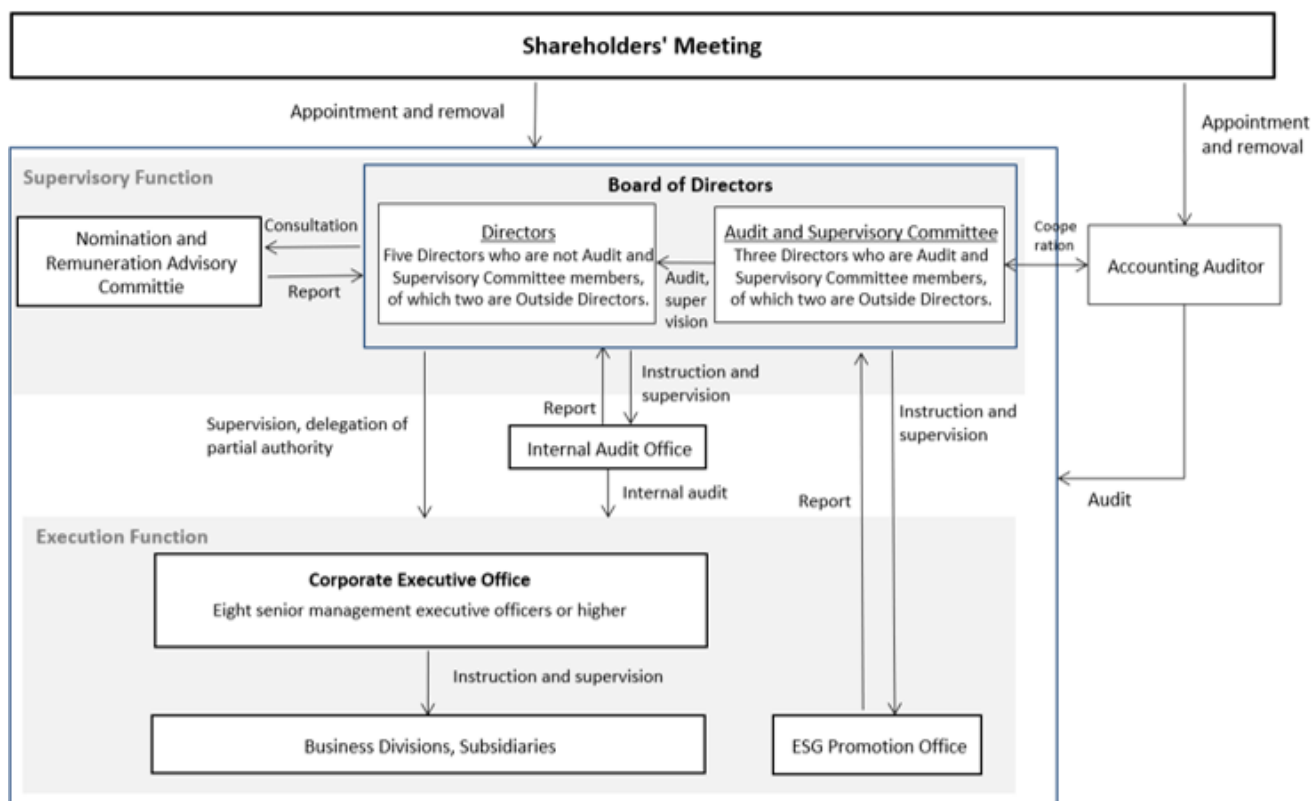 Shareholders' Meeting
Appointment and removal
Appointment
and removal
Supervisory Function
Board of Directors
Nomination and
Remuneration Advisory
Committie
Consultation
Report
Directors
Five Directors who are not Audit and
Supervisory Committee members,
of which two are Outside Directors.
Audit,
super
vision
Audit and Supervisory Committee
Three Directors who are Audit and
Supervisory Committee members,
of which two are Outside Directors.
Coope
ration
Accounting Auditor
Supervision, delegation of
partial authority
Report
Instruction and
supervision
Internal Audit Office
Internal audit
Report
Instruction and
supervision
Audit
Execution Function
Corporate Executive Office
Eight senior management executive officers or higher
Instruction and supervision
Business Divisions, Subsidiaries
ESG Promotion Office